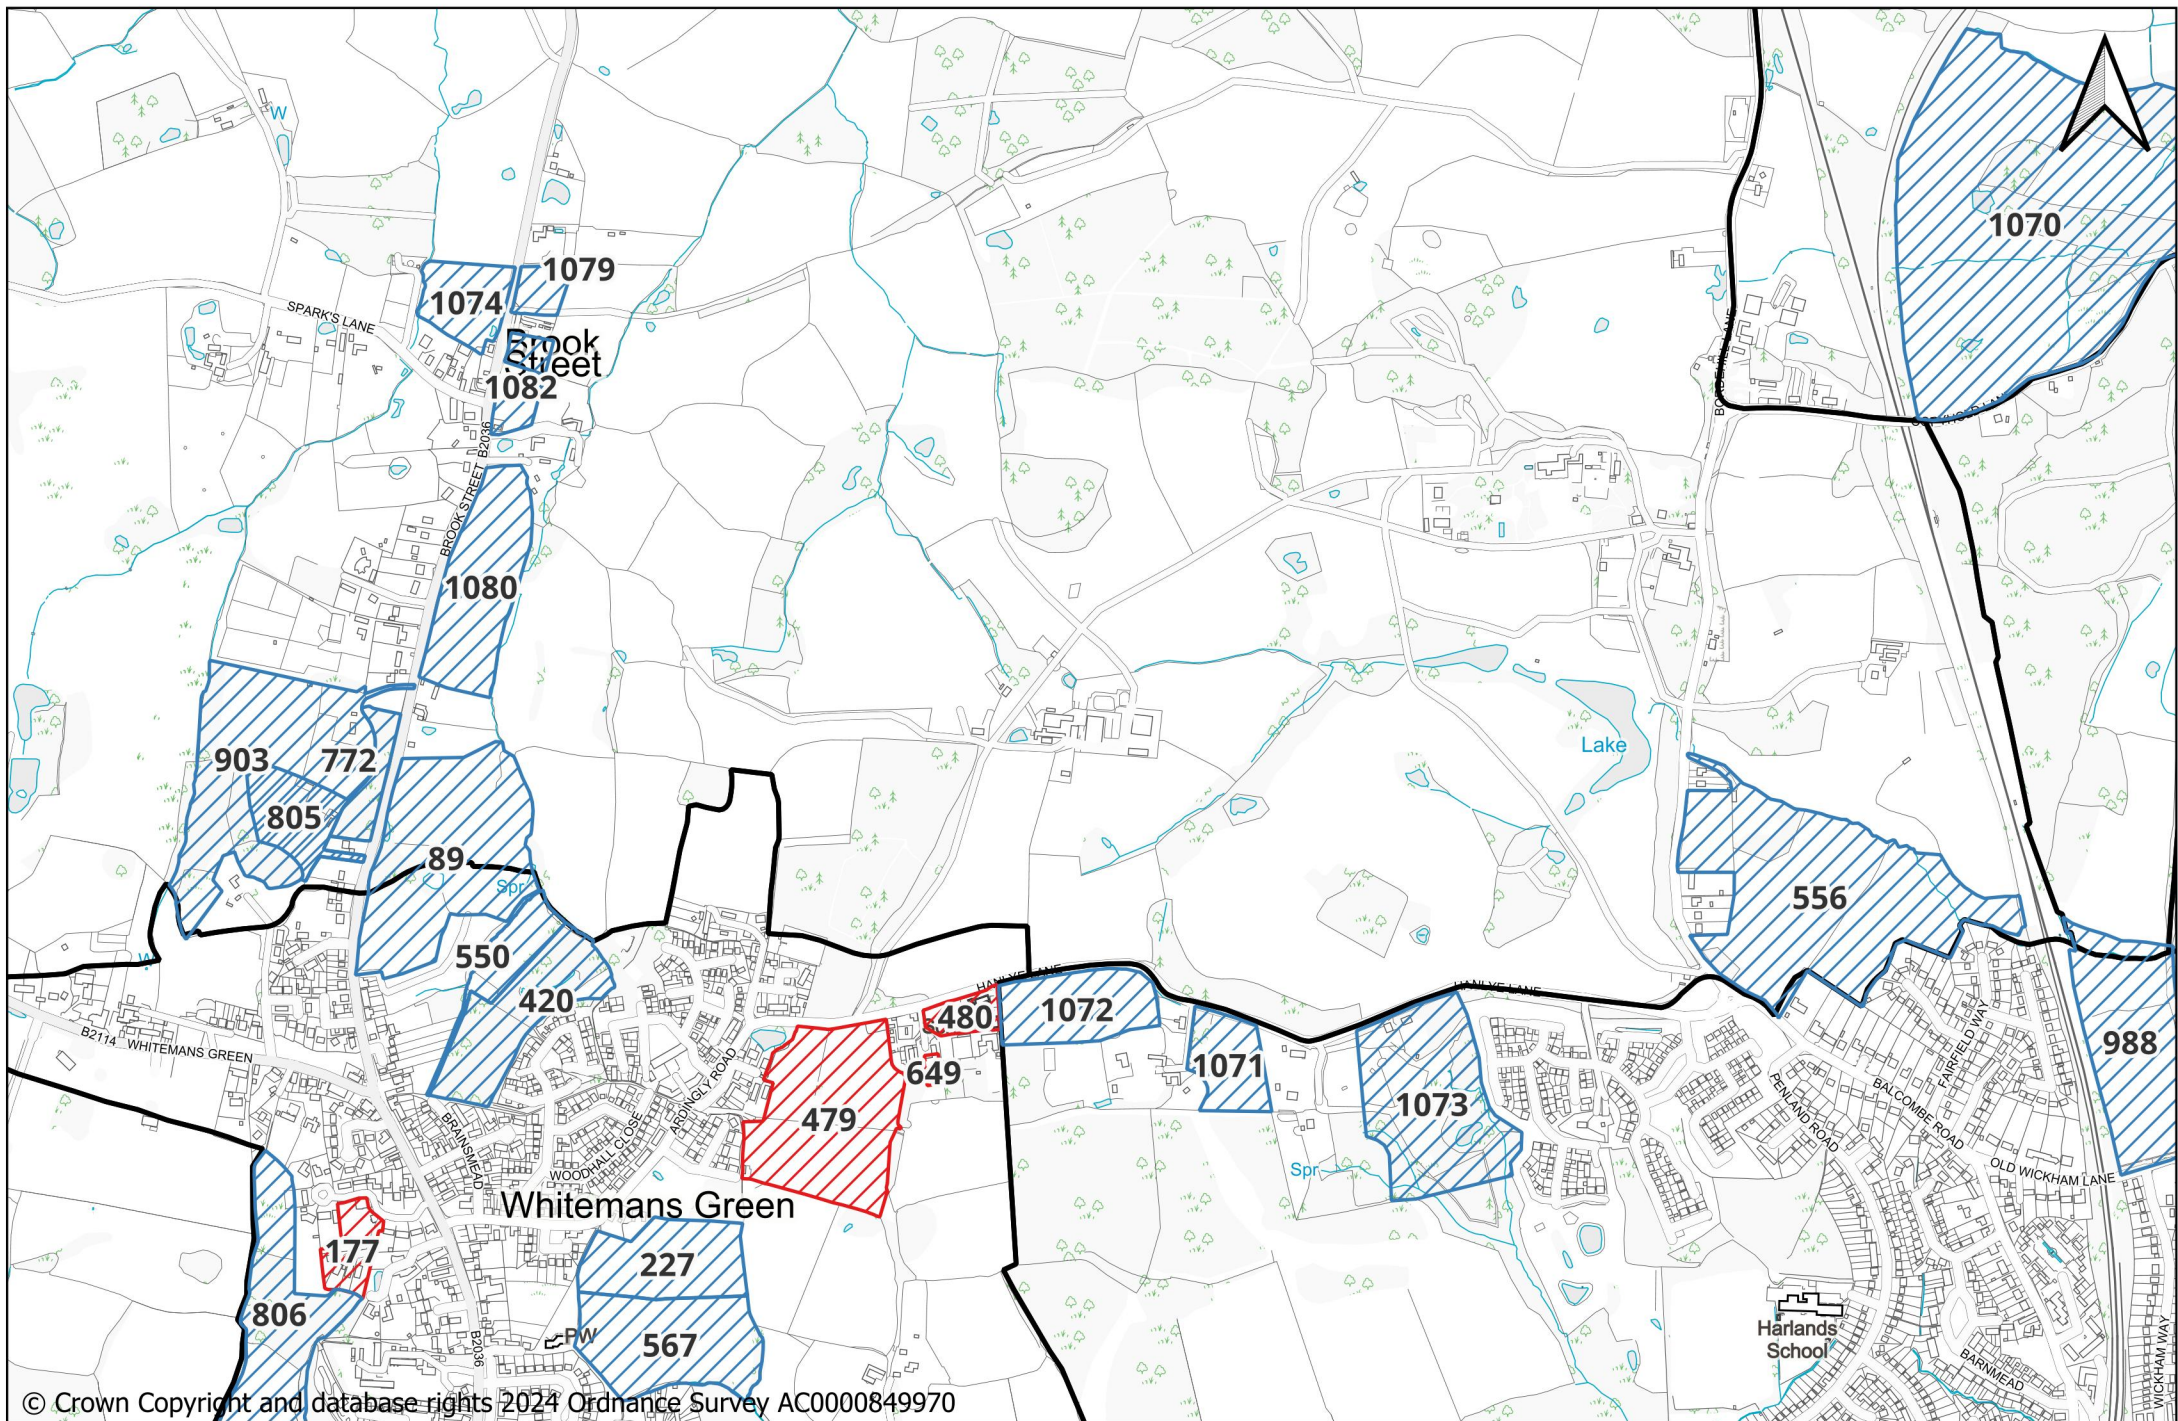 W
1070
1079
1074
SPARK'S LANE
Brook
Street
1082
BORDEHILL LANE
B2036
BROOK STREET
1080
903
772
Lake
805
89
Spr
556
550
W
420
HANLYE LANE
HANLYE LANE
1072
480
B2114
WHITEMANS GREEN
649
1071
988
FAIRFIELD WAY
BALCOMBE ROAD
PENLAND ROAD
ARDINGLY ROAD
479
1073
BRAINSMEAD
WOODHALL CLOSE
Spr
OLD WICKHAM LANE
Whitemans Green
177
227
806
PW
567
B2036
Harlands
School
BARNMEAD
WICKHAM WAY
© Crown Copyright and database rights 2024 Ordnance Survey AC0000849970